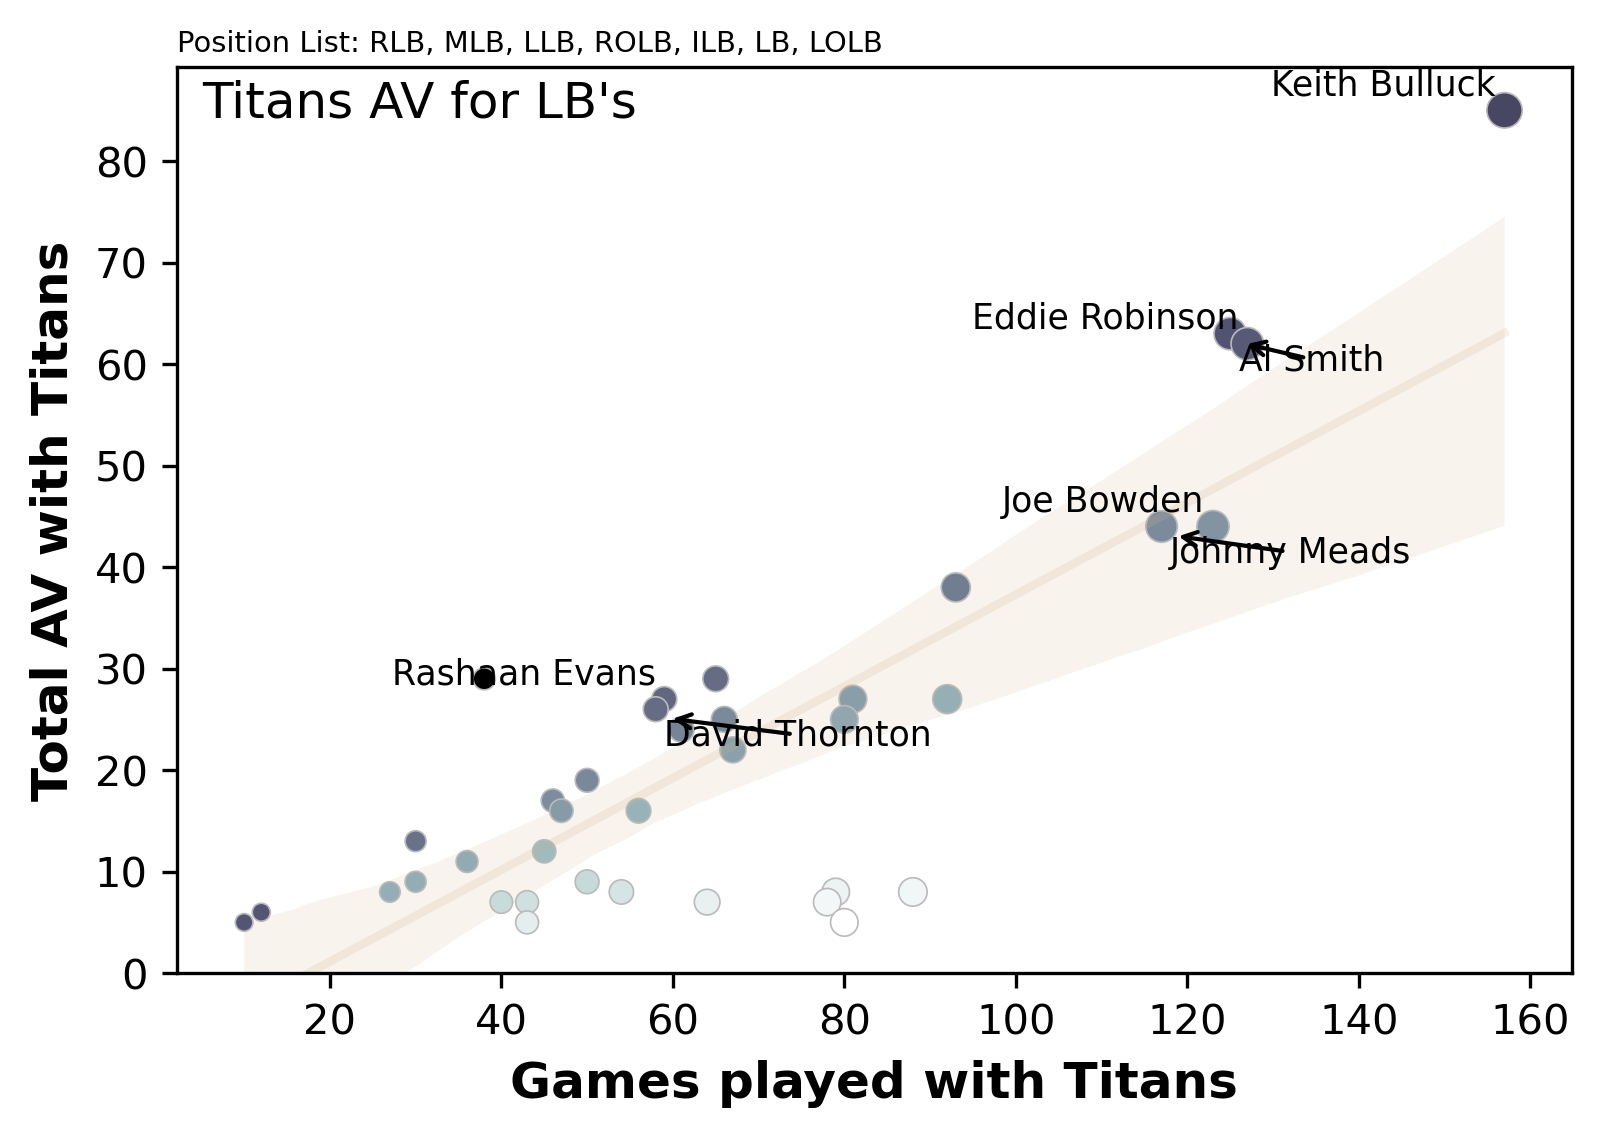 Position List: RLB, MLB, LLB, ROLB, ILB, LB, LOLB
Titans AV for LB's
Keith Bulluck
Eddie Robinson
Al Smith
Joe Bowden
Johnny Meads
Rashaan Evans
David Thornton
Total AV with Titans
80
70
60
50
40
30
20
10
0
20 40 60 80 100 120 140 160
Games played with Titans